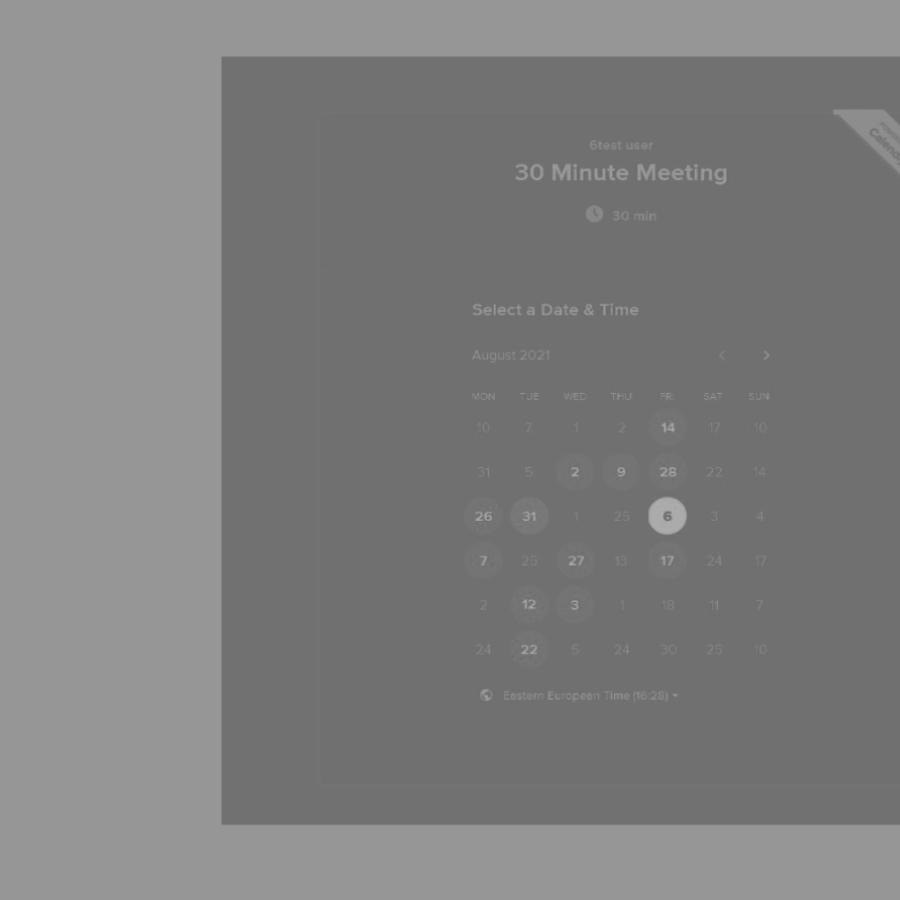 6test user
30 Minute Meeting
30 min
Select a Date & Time
August 2021
MON TUE WED THU FRI SAT SUN
10 7 1 2 14 17 10
31 5 2 9 28 22 14
26 31 1 25 6 3 4
7 25 27 13 17 24 17
2 12 3 1 18 11 7
24 22 5 24 30 25 10
Eastern European Time (16:28)